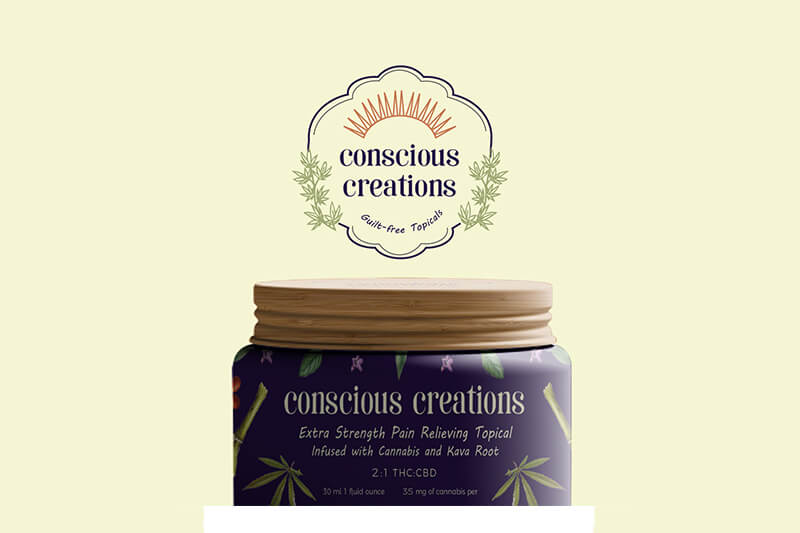 conscious
creations
Guilt-free Topicals
conscious creations
Extra Strength Pain Relieving Topical
Infused with Cannabis and Kava Root
2:1 THC:CBD
30 ml 1 fluid ounce 35 mg of cannabis per